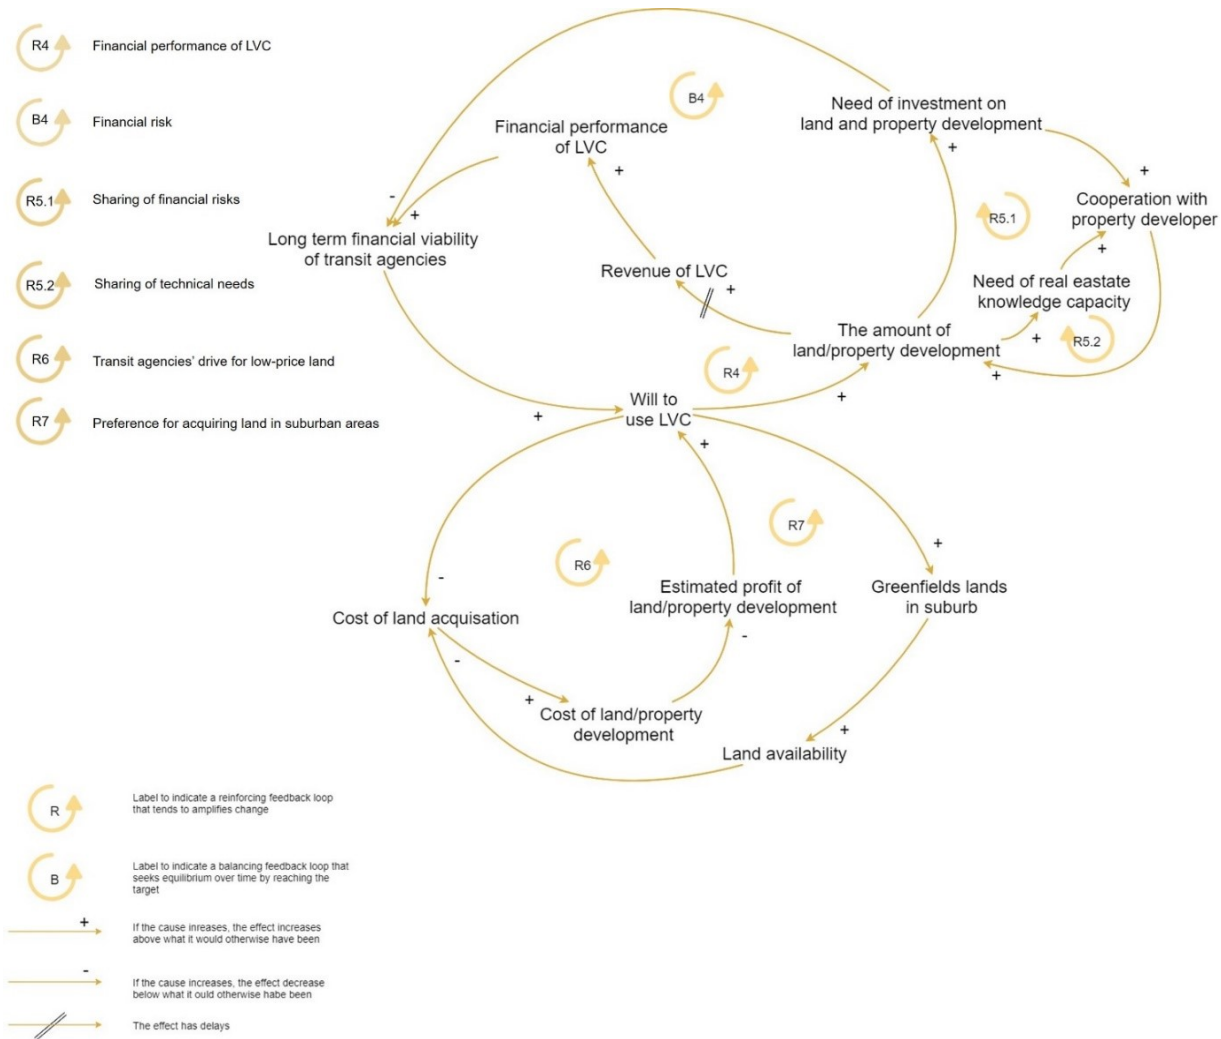 R4
Financial performance of LVC
B4
Financial risk
R5.1
Sharing of financial risks
R5.2
Sharing of technical needs
R6
Transit agencies' drive for low-price land
R7
Preference for acquiring land in suburban areas
B4
Need of investment on
land and property development
Financial performance
of LVC
+
+
+
Cooperation with
property developer
-
+
R5.1
+
Long term financial viability
of transit agencies
Revenue of LVC
+
Need of real eastate
knowledge capacity
The amount of
land/property development
+
R5.2
R4
+
+
Will to
use LVC
+
+
R7
+
R6
-
Estimated profit of
land/property development
Greenfields lands
in suburb
Cost of land acquisation
-
-
+
Cost of land/property
development
+
Land availability
R
Label to indicate a reinforcing feedback loop
that tends to amplifies change
B
Label to indicate a balancing feedback loop that
seeks equilibrium over time by reaching the
target
+
If the cause inreases, the effect increases
above what it would otherwise have been
-
If the cause increases, the effect decrease
below what it ould otherwise habe been
The effect has delays